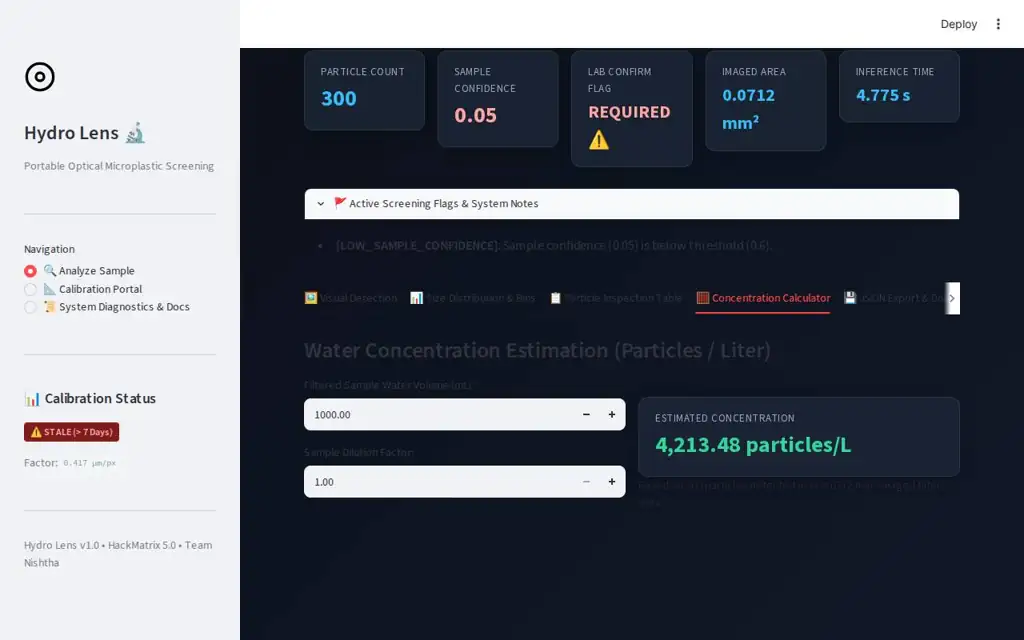 Deploy
Hydro Lens
Portable Optical Microplastic Screening
Navigation
Analyze Sample
Calibration Portal
System Diagnostics & Docs
Calibration Status
STALE (> 7 Days)
Factor: 0.417 µm/px
Hydro Lens v1.0 • HackMatrix 5.0 • Team
Nishtha
PARTICLE COUNT
300
SAMPLE
CONFIDENCE
0.05
LAB CONFIRM
FLAG
REQUIRED
IMAGED AREA
0.0712
mm²
INFERENCE TIME
4.775 s
Active Screening Flags & System Notes
[LOW_SAMPLE_CONFIDENCE]: Sample confidence (0.05) is below threshold (0.6).
Visual Detection
Size Distribution & Bins
Particle Inspection Table
Concentration Calculator
JSON Export &
Water Concentration Estimation (Particles / Liter)
Filtered Sample Water Volume (mL)
1000.00
Sample Dilution Factor
1.00
ESTIMATED CONCENTRATION
4,213.48 particles/L